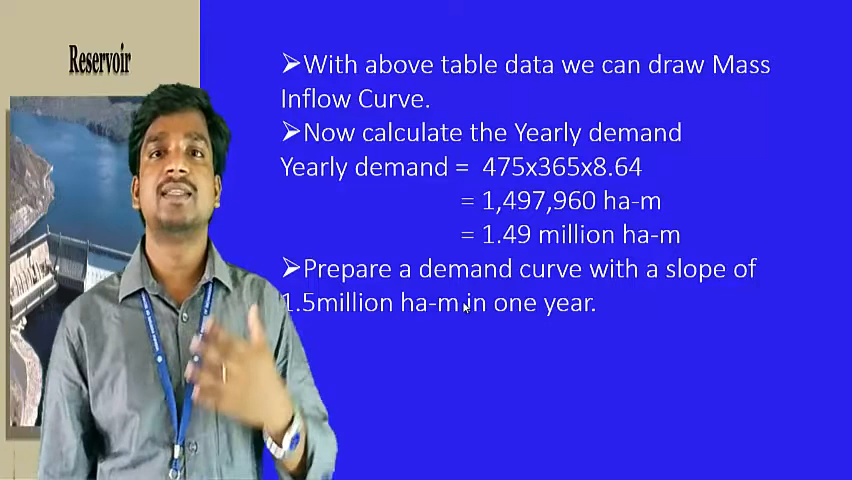 Reservoir
➢With above table data we can draw Mass
Inflow Curve.
➢Now calculate the Yearly demand
Yearly demand = 475x365x8.64
= 1,497,960 ha-m
= 1.49 million ha-m
➢Prepare a demand curve with a slope of
1.5million ha-m in one year.